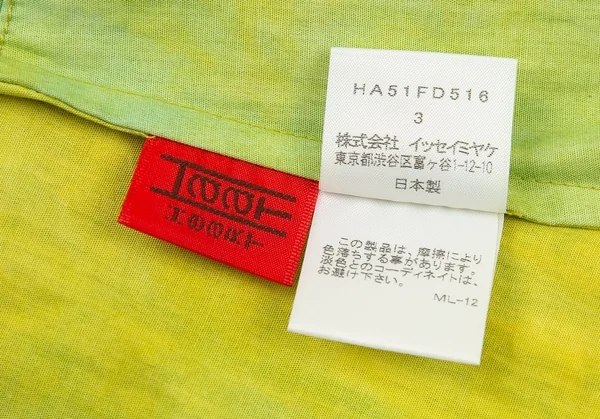 HA51FD516
3
株式会社 イッセイミヤケ
東京都渋谷区富ヶ谷1-12-10
日本製
この製品は、摩擦により
色落ちする事があります。
淡色とのコーディネイトは、
お避け下さい。
ML-12
HaaT
HaaT